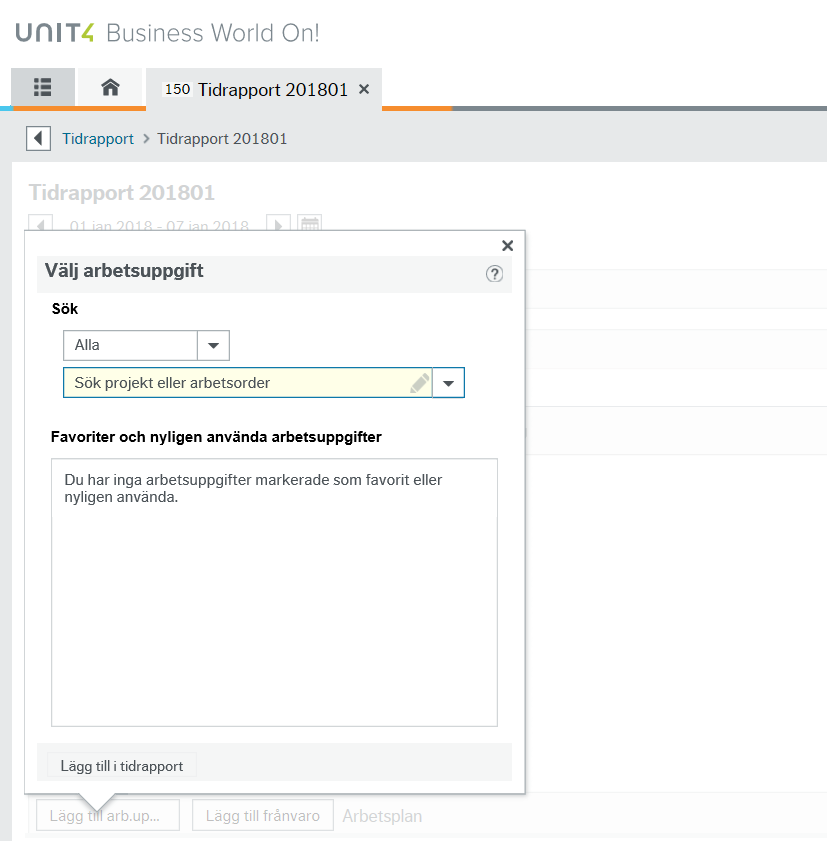 UNIT4 Business World On!
150 Tidrapport 201801 ×
Tidrapport > Tidrapport 201801
Tidrapport 201801
01 jan 2018 - 07 jan 2018
×
Välj arbetsuppgift
?
Sök
Alla
Sök projekt eller arbetsorder
Favoriter och nyligen använda arbetsuppgifter
Du har inga arbetsuppgifter markerade som favorit eller
nyligen använda.
Lägg till i tidrapport
Lägg till arb.up... Lägg till frånvaro Arbetsplan